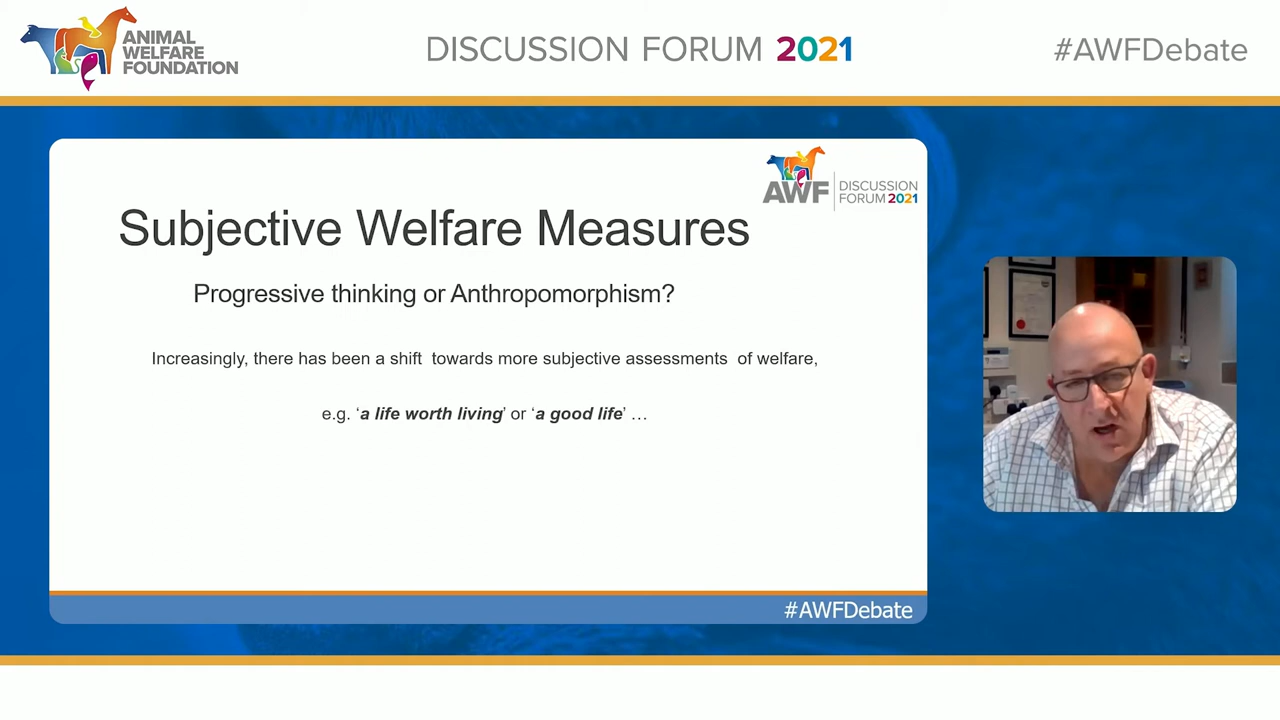 ANIMAL
WELFARE
FOUNDATION
DISCUSSION FORUM 2021
#AWFDebate
AWF
DISCUSSION
FORUM 2021
Subjective Welfare Measures
Progressive thinking or Anthropomorphism?
Increasingly, there has been a shift towards more subjective assessments of welfare,
e.g. ‘a life worth living’ or ‘a good life’ …
#AWFDebate